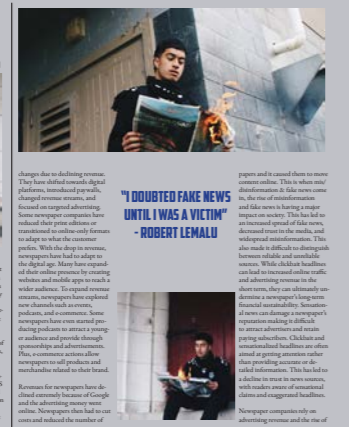 changes due to declining revenue.
They have shifted towards digital
platforms, introduced paywalls,
changed revenue streams, and
focused on targeted advertising.
Some newspaper companies have
reduced their print editions or
transitioned to online-only formats
to adapt to what the customer
prefers. With the drop in revenue,
newspapers have had to adapt to
the digital age. Many have expand-
ed their online presence by creating
websites and mobile apps to reach a
wider audience. To expand revenue
streams, newspapers have explored
new channels such as events,
podcasts, and e-commerce. Some
newspapers have even started pro-
ducing podcasts to attract a young-
er audience and provide through
sponsorships and advertisements.
Plus, e-commerce actions allow
newspapers to sell products and
merchandise related to their brand.
Revenues for newspapers have de-
clined extremely because of Google
and the advertising money went
online. Newspapers then had to cut
costs and reduced the number of
"I DOUBTED FAKE NEWS
UNTIL I WAS A VICTIM"
- ROBERT LEMALU
papers and it caused them to move
content online. This is when mis/
disinformation & fake news come
in, the rise of misinformation
and fake news is having a major
impact on society. This has led to
an increased spread of fake news,
decreased trust in the media, and
widespread misinformation. This
also made it difficult to distinguish
between reliable and unreliable
sources. While clickbait headlines
can lead to increased online traffic
and advertising revenue in the
short term, they can ultimately un-
dermine a newspaper's long-term
financial sustainability. Sensation-
al news can damage a newspaper's
reputation making it difficult
to attract advertisers and retain
paying subscribers. Clickbait and
sensationalized headlines are often
aimed at getting attention rather
than providing accurate or de-
tailed information. This has led to
a decline in trust in news sources,
with readers aware of sensational
claims and exaggerated headlines.
Newspaper companies rely on
advertising revenue and the rise of